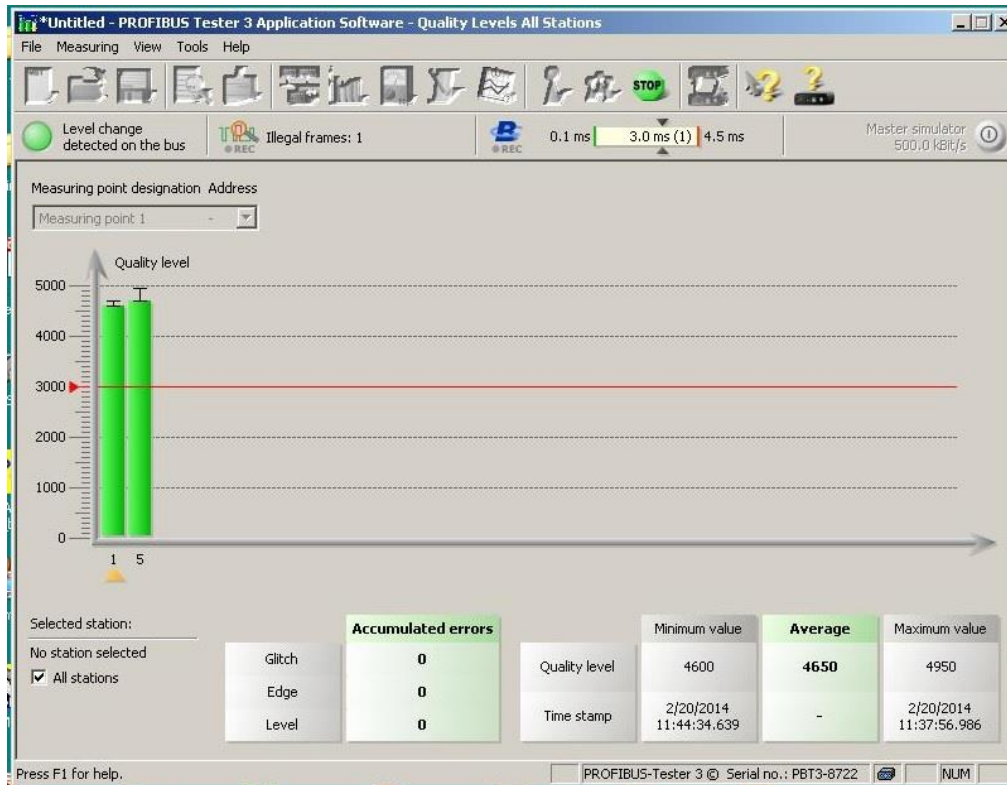 *Untitled - PROFIBUS Tester 3 Application Software - Quality Levels All Stations
File Measuring View Tools Help
STOP
Level change
detected on the bus
REC
Illegal frames: 1
REC
0.1 ms
3.0 ms (1)
4.5 ms
Master simulator
500.0 kBit/s
Measuring point designation Address
Measuring point 1 -
Quality level
5000
4000
3000
2000
1000
0
1 5
Selected station:
No station selected
All stations
Accumulated errors
Glitch 0
Edge 0
Level 0
Minimum value Average Maximum value
Quality level 4600 4650 4950
Time stamp 2/20/2014 11:44:34.639 - 2/20/2014 11:37:56.986
Press F1 for help.
PROFIBUS-Tester 3 © Serial no.: PBT3-8722
NUM